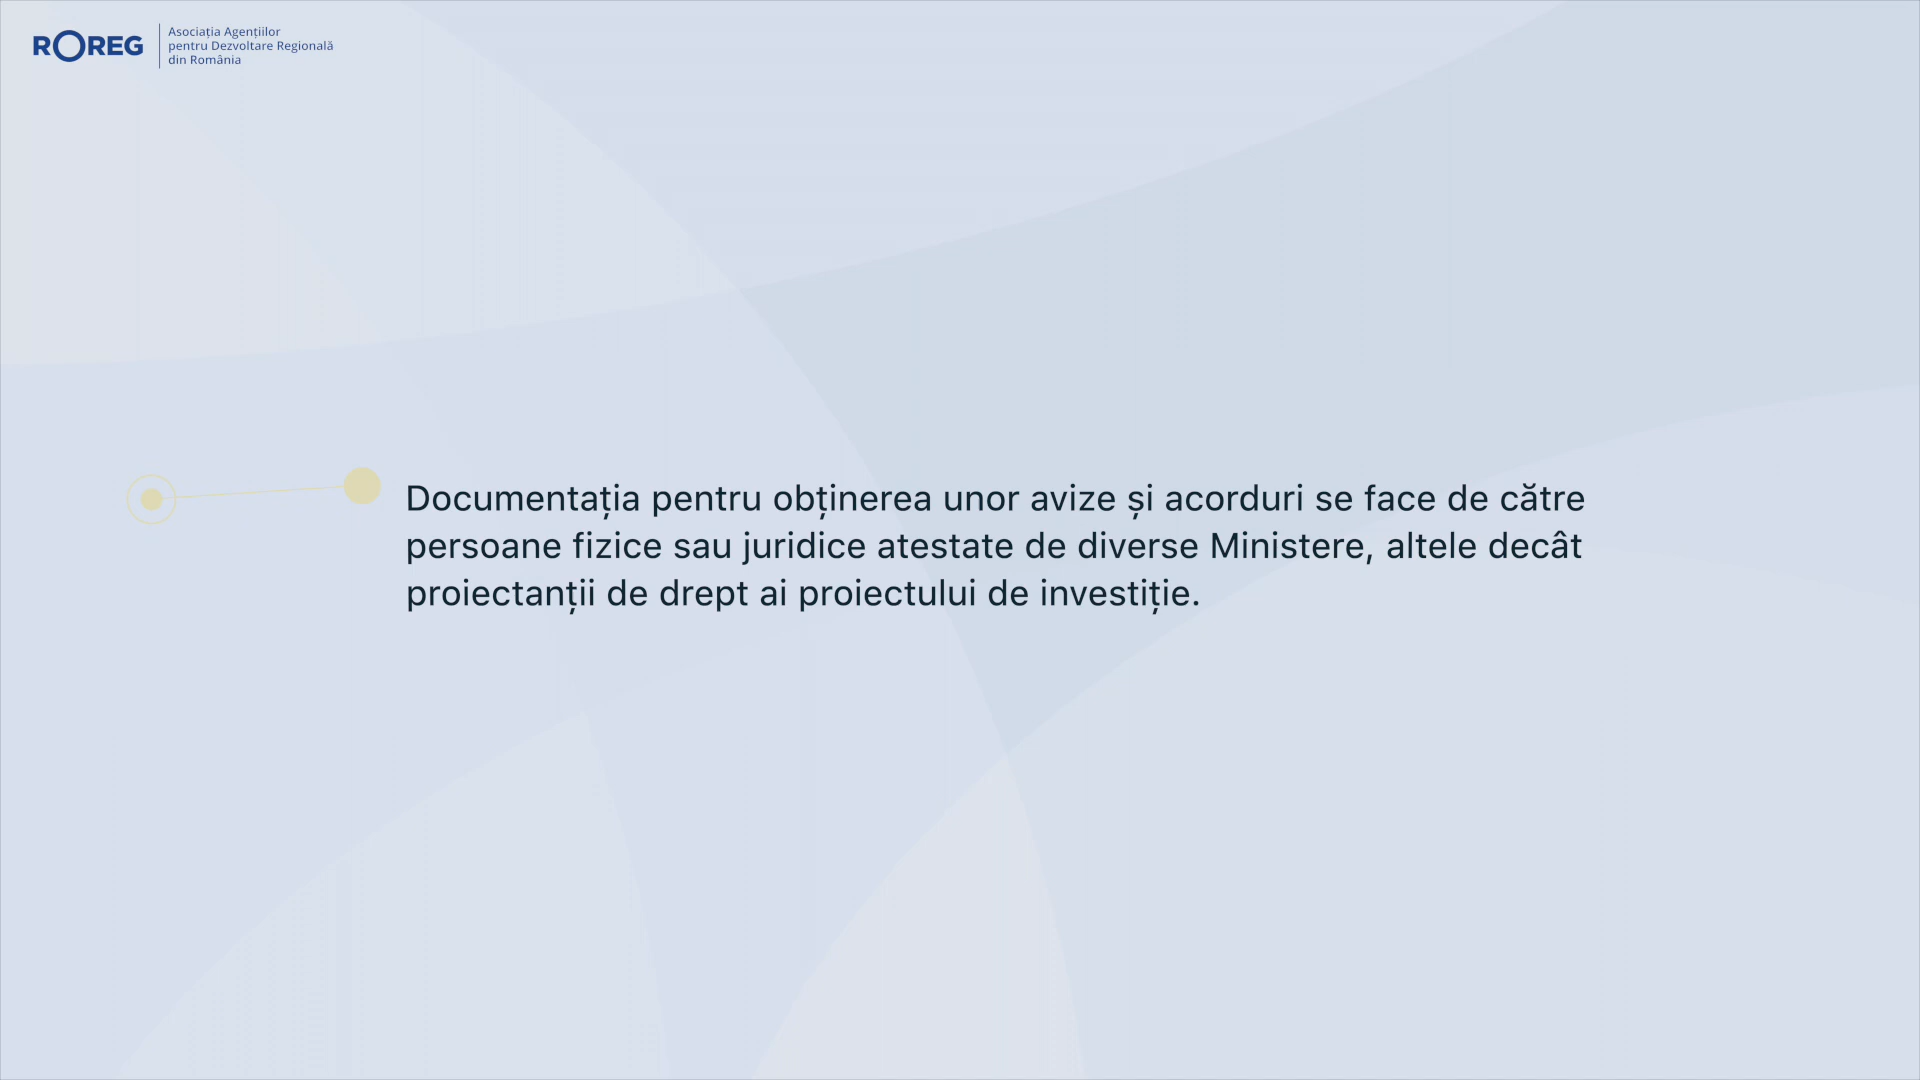 ROREG
Asociația Agențiilor
pentru Dezvoltare Regională
din România
Documentația pentru obținerea unor avize și acorduri se face de către
persoane fizice sau juridice atestate de diverse Ministere, altele decât
proiectanții de drept ai proiectului de investiție.